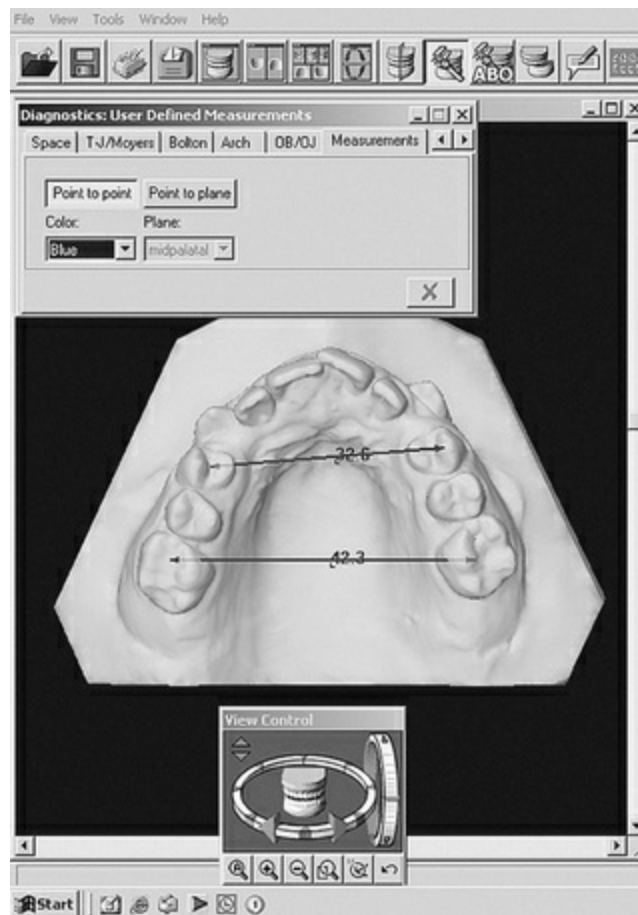 File View Tools Window Help
ABO
Diagnostics: User Defined Measurements
Space T-J/Moyers Bolton Arch OB/OJ Measurements
Point to point Point to plane
Color: Plane:
Blue midpalatal
32.6
42.3
View Control
Start